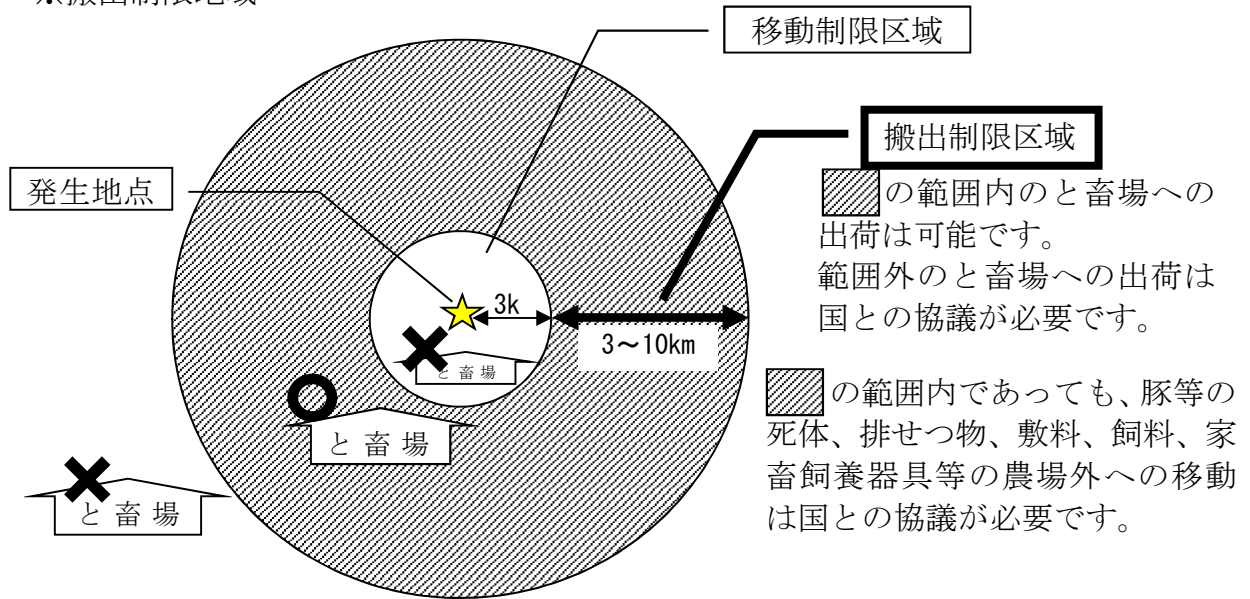 移動制限区域
搬出制限区域
の範囲内のと畜場への
出荷は可能です。
範囲外のと畜場への出荷は
国との協議が必要です。
発生地点
3k
3～10km
と畜場
と畜場
と畜場
の範囲内であっても、豚等の
死体、排せつ物、敷料、飼料、家
畜飼養器具等の農場外への移動
は国との協議が必要です。